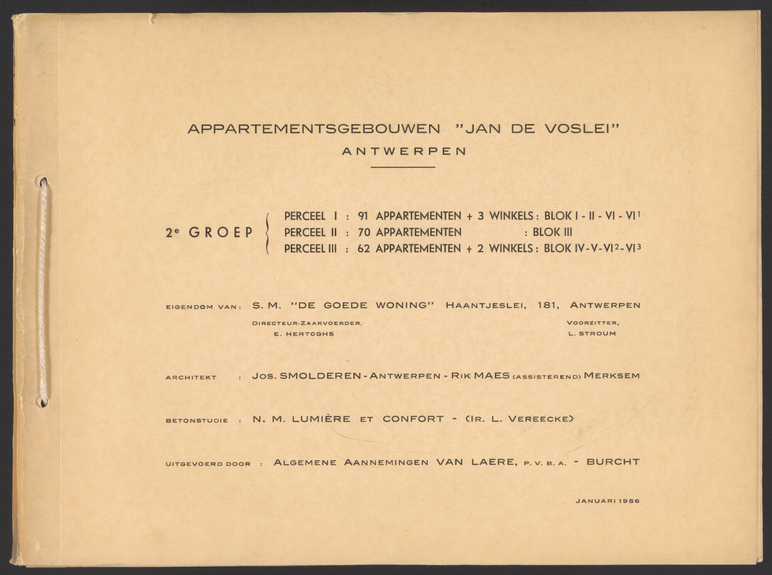 APPARTEMENTSGEBOUWEN "JAN DE VOSLEI"
ANTWERPEN
2e GROEP
PERCEEL I : 91 APPARTEMENTEN + 3 WINKELS : BLOK I - II - VI - VI1
PERCEEL II : 70 APPARTEMENTEN : BLOK III
PERCEEL III : 62 APPARTEMENTEN + 2 WINKELS : BLOK IV-V-VI2-VI3
EIGENDOM VAN : S. M. "DE GOEDE WONING" HAANTJESLEI, 181, ANTWERPEN
DIRECTEUR-ZAAKVOERDER, VOORZITTER,
E. HERTOGHS L. STROUM
ARCHITEKT : JOS. SMOLDEREN - ANTWERPEN - RIK MAES (ASSISTEREND) MERKSEM
BETONSTUDIE : N. M. LUMIÈRE ET CONFORT - (IR. L. VEREECKE)
UITGEVOERD DOOR : ALGEMENE AANNEMINGEN VAN LAERE, P. V. B. A. - BURCHT
JANUARI 1956